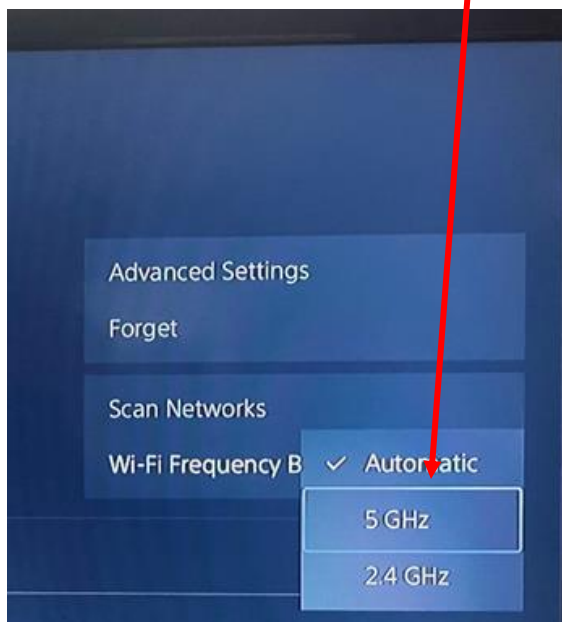 Advanced Settings
Forget
Scan Networks
Wi-Fi Frequency B
✓ Automatic
5 GHz
2.4 GHz